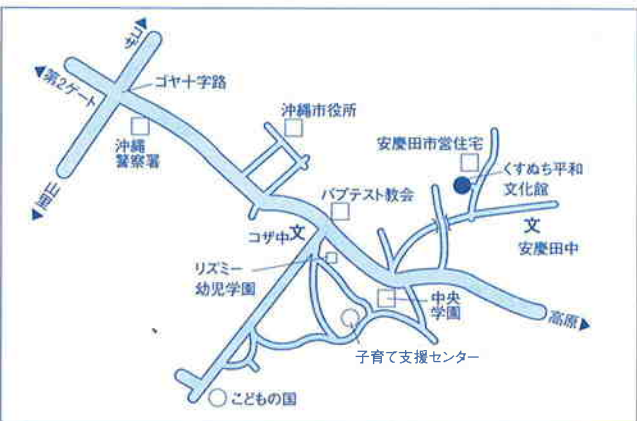 コザ
第2ゲート
ゴヤ十字路
沖縄
警察署
山里
沖縄市役所
安慶田市営住宅
くすぬち平和
文化館
バプテスト教会
コザ中文
文
安慶田中
リズミー
幼児学園
中央
学園
高原
子育て支援センター
こどもの国